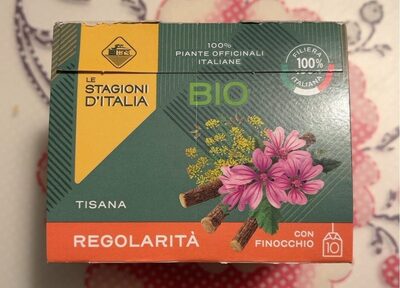 100%
PIANTE OFFICINALI
ITALIANE
FILIERA
100%
ITALIANA
LE
STAGIONI
D'ITALIA
BIO
TISANA
REGOLARITÀ
CON
FINOCCHIO
10